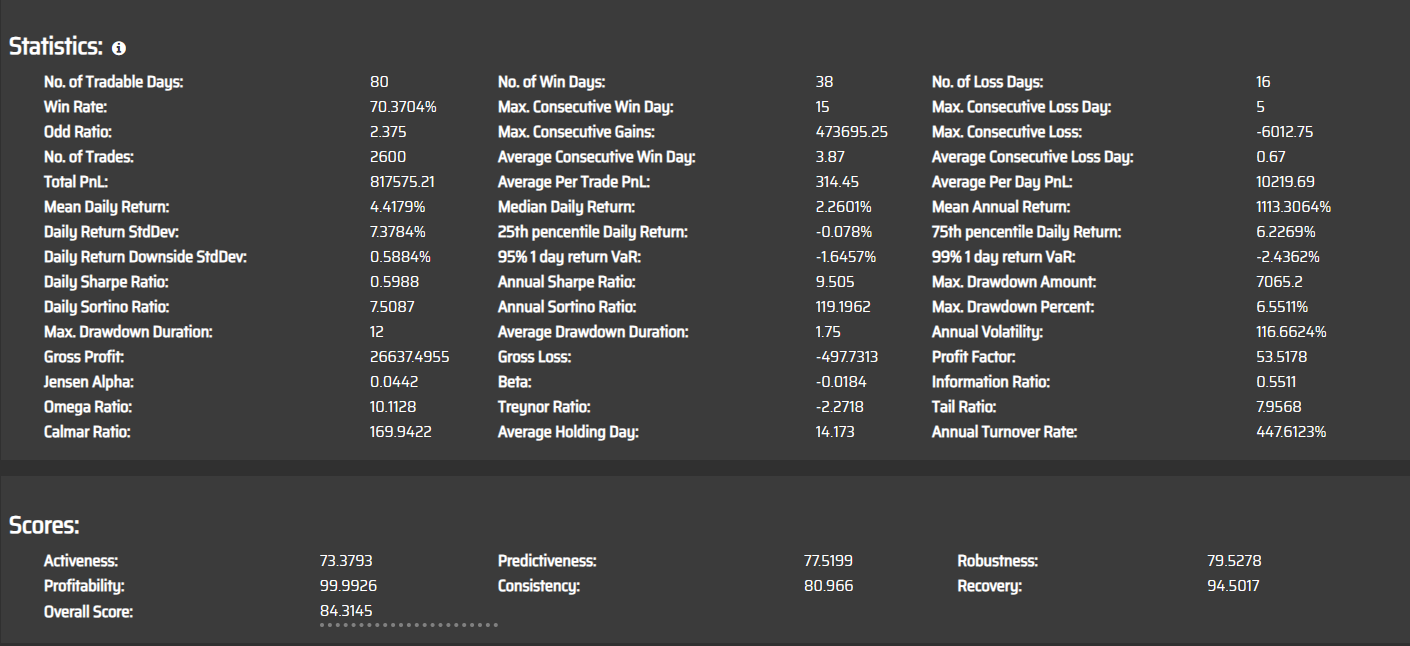 Statistics:
No. of Tradable Days: 80 No. of Win Days: 38 No. of Loss Days: 16
Win Rate: 70.3704% Max. Consecutive Win Day: 15 Max. Consecutive Loss Day: 5
Odd Ratio: 2.375 Max. Consecutive Gains: 473695.25 Max. Consecutive Loss: -6012.75
No. of Trades: 2600 Average Consecutive Win Day: 3.87 Average Consecutive Loss Day: 0.67
Total PnL: 817575.21 Average Per Trade PnL: 314.45 Average Per Day PnL: 10219.69
Mean Daily Return: 4.4179% Median Daily Return: 2.2601% Mean Annual Return: 1113.3064%
Daily Return StdDev: 7.3784% 25th pencentile Daily Return: -0.078% 75th pencentile Daily Return: 6.2269%
Daily Return Downside StdDev: 0.5884% 95% 1 day return VaR: -1.6457% 99% 1 day return VaR: -2.4362%
Daily Sharpe Ratio: 0.5988 Annual Sharpe Ratio: 9.505 Max. Drawdown Amount: 7065.2
Daily Sortino Ratio: 7.5087 Annual Sortino Ratio: 119.1962 Max. Drawdown Percent: 6.5511%
Max. Drawdown Duration: 12 Average Drawdown Duration: 1.75 Annual Volatility: 116.6624%
Gross Profit: 26637.4955 Gross Loss: -497.7313 Profit Factor: 53.5178
Jensen Alpha: 0.0442 Beta: -0.0184 Information Ratio: 0.5511
Omega Ratio: 10.1128 Treynor Ratio: -2.2718 Tail Ratio: 7.9568
Calmar Ratio: 169.9422 Average Holding Day: 14.173 Annual Turnover Rate: 447.6123%
Scores:
Activeness: 73.3793 Predictiveness: 77.5199 Robustness: 79.5278
Profitability: 99.9926 Consistency: 80.966 Recovery: 94.5017
Overall Score: 84.3145